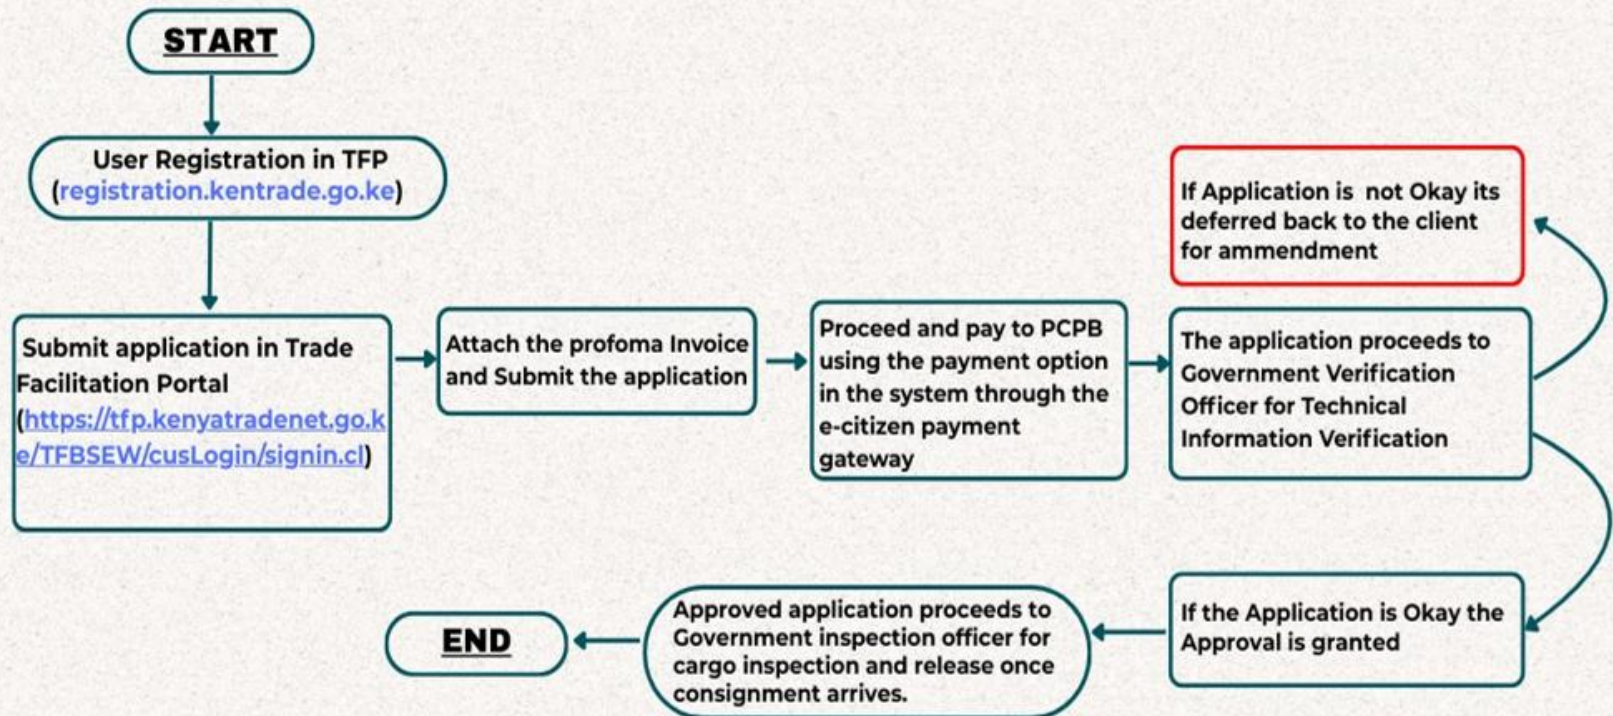 START
User Registration in TFP
(registration.kentrade.go.ke)
Submit application in Trade
Facilitation Portal
(https://tfp.kenyatradenet.go.k
e/TFBSEW/cusLogin/signin.cl)
Attach the profoma Invoice
and Submit the application
Proceed and pay to PCPB
using the payment option
in the system through the
e-citizen payment
gateway
The application proceeds to
Government Verification
Officer for Technical
Information Verification
If Application is  not Okay its
deferred back to the client
for ammendment
If the Application is Okay the
Approval is granted
Approved application proceeds to
Government inspection officer for
cargo inspection and release once
consignment arrives.
END